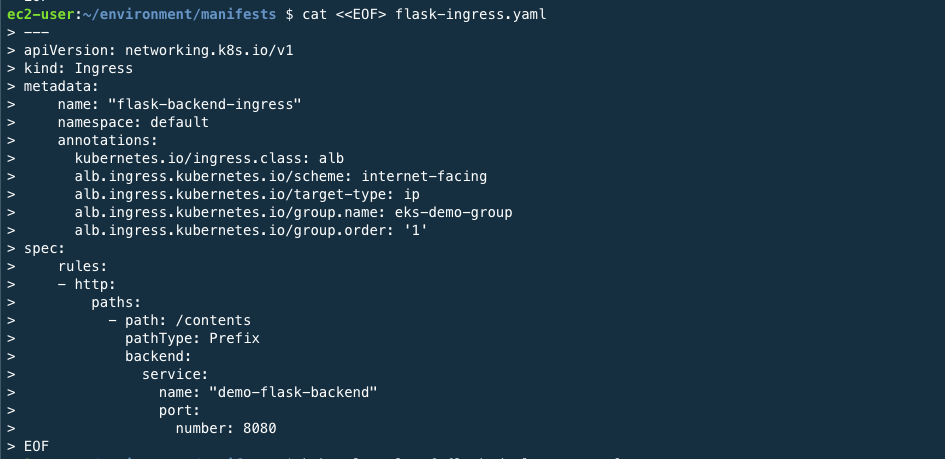 ec2-user:~/environment/manifests $ cat <<EOF> flask-ingress.yaml
> ---
> apiVersion: networking.k8s.io/v1
> kind: Ingress
> metadata:
>     name: "flask-backend-ingress"
>     namespace: default
>     annotations:
>       kubernetes.io/ingress.class: alb
>       alb.ingress.kubernetes.io/scheme: internet-facing
>       alb.ingress.kubernetes.io/target-type: ip
>       alb.ingress.kubernetes.io/group.name: eks-demo-group
>       alb.ingress.kubernetes.io/group.order: '1'
> spec:
>     rules:
>     - http:
>         paths:
>           - path: /contents
>             pathType: Prefix
>             backend:
>               service:
>                 name: "demo-flask-backend"
>                 port:
>                   number: 8080
> EOF